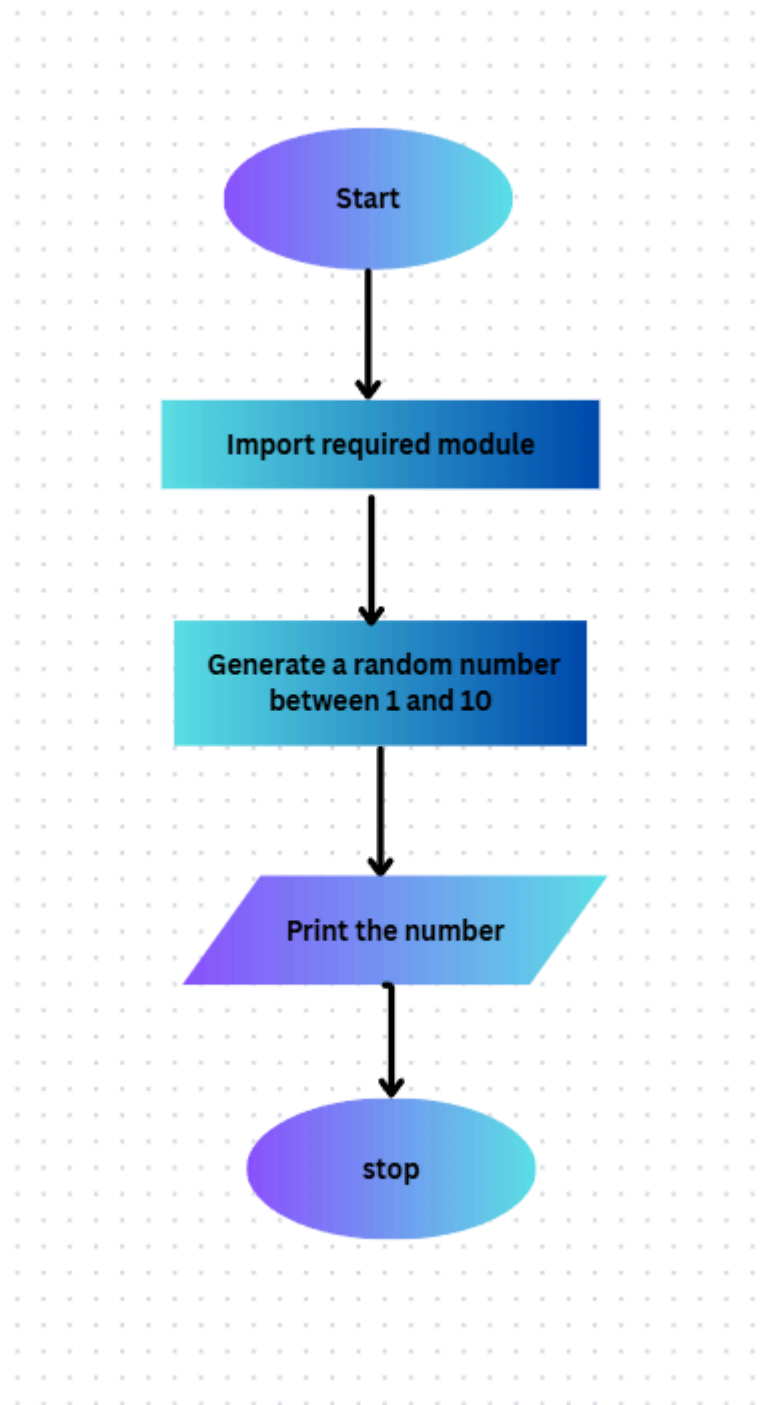 Start
Import required module
Generate a random number
between 1 and 10
Print the number
stop